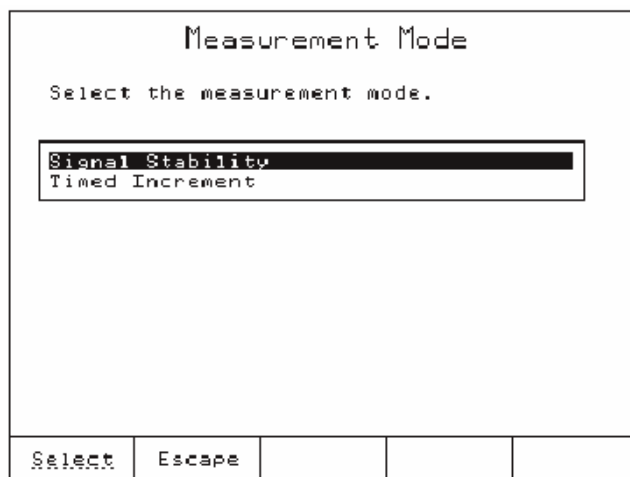 Measurement Mode
Select the measurement mode.
Signal Stability
Timed Increment
Select Escape